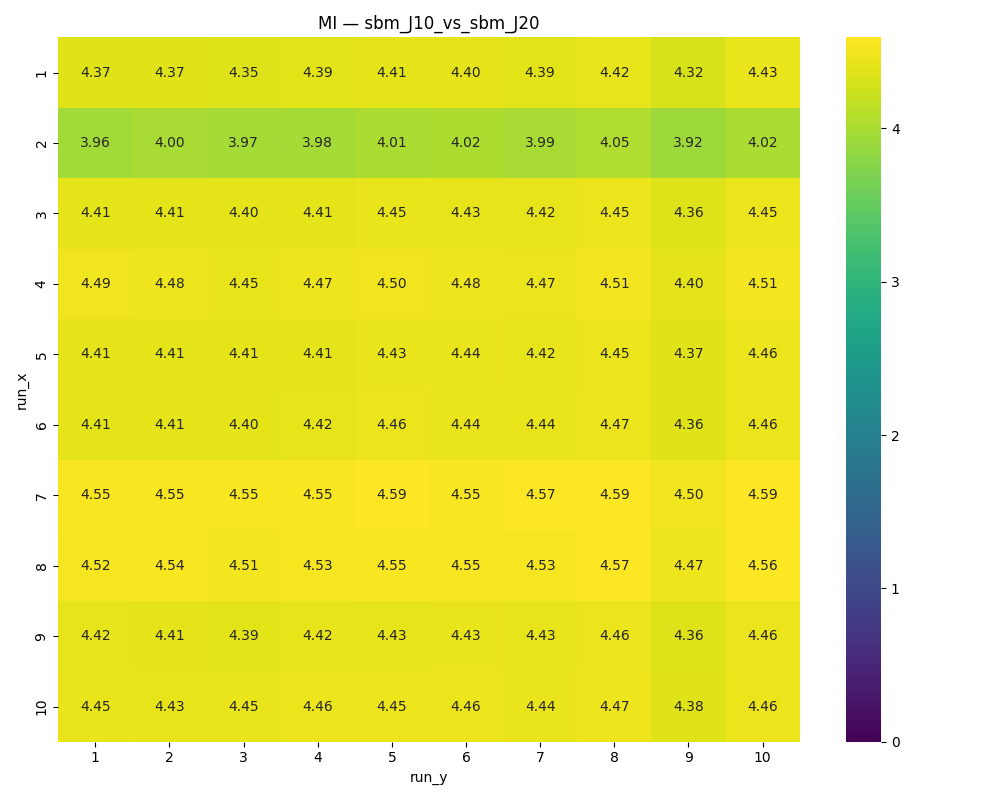 MI — sbm_J10_vs_sbm_J20
1 4.37 4.37 4.35 4.39 4.41 4.40 4.39 4.42 4.32 4.43
2 3.96 4.00 3.97 3.98 4.01 4.02 3.99 4.05 3.92 4.02
3 4.41 4.41 4.40 4.41 4.45 4.43 4.42 4.45 4.36 4.45
4 4.49 4.48 4.45 4.47 4.50 4.48 4.47 4.51 4.40 4.51
5 4.41 4.41 4.41 4.41 4.43 4.44 4.42 4.45 4.37 4.46
6 4.41 4.41 4.40 4.42 4.46 4.44 4.44 4.47 4.36 4.46
7 4.55 4.55 4.55 4.55 4.59 4.55 4.57 4.59 4.50 4.59
8 4.52 4.54 4.51 4.53 4.55 4.55 4.53 4.57 4.47 4.56
9 4.42 4.41 4.39 4.42 4.43 4.43 4.43 4.46 4.36 4.46
10 4.45 4.43 4.45 4.46 4.45 4.46 4.44 4.47 4.38 4.46
1 2 3 4 5 6 7 8 9 10
run_x
run_y
4
3
2
1
0